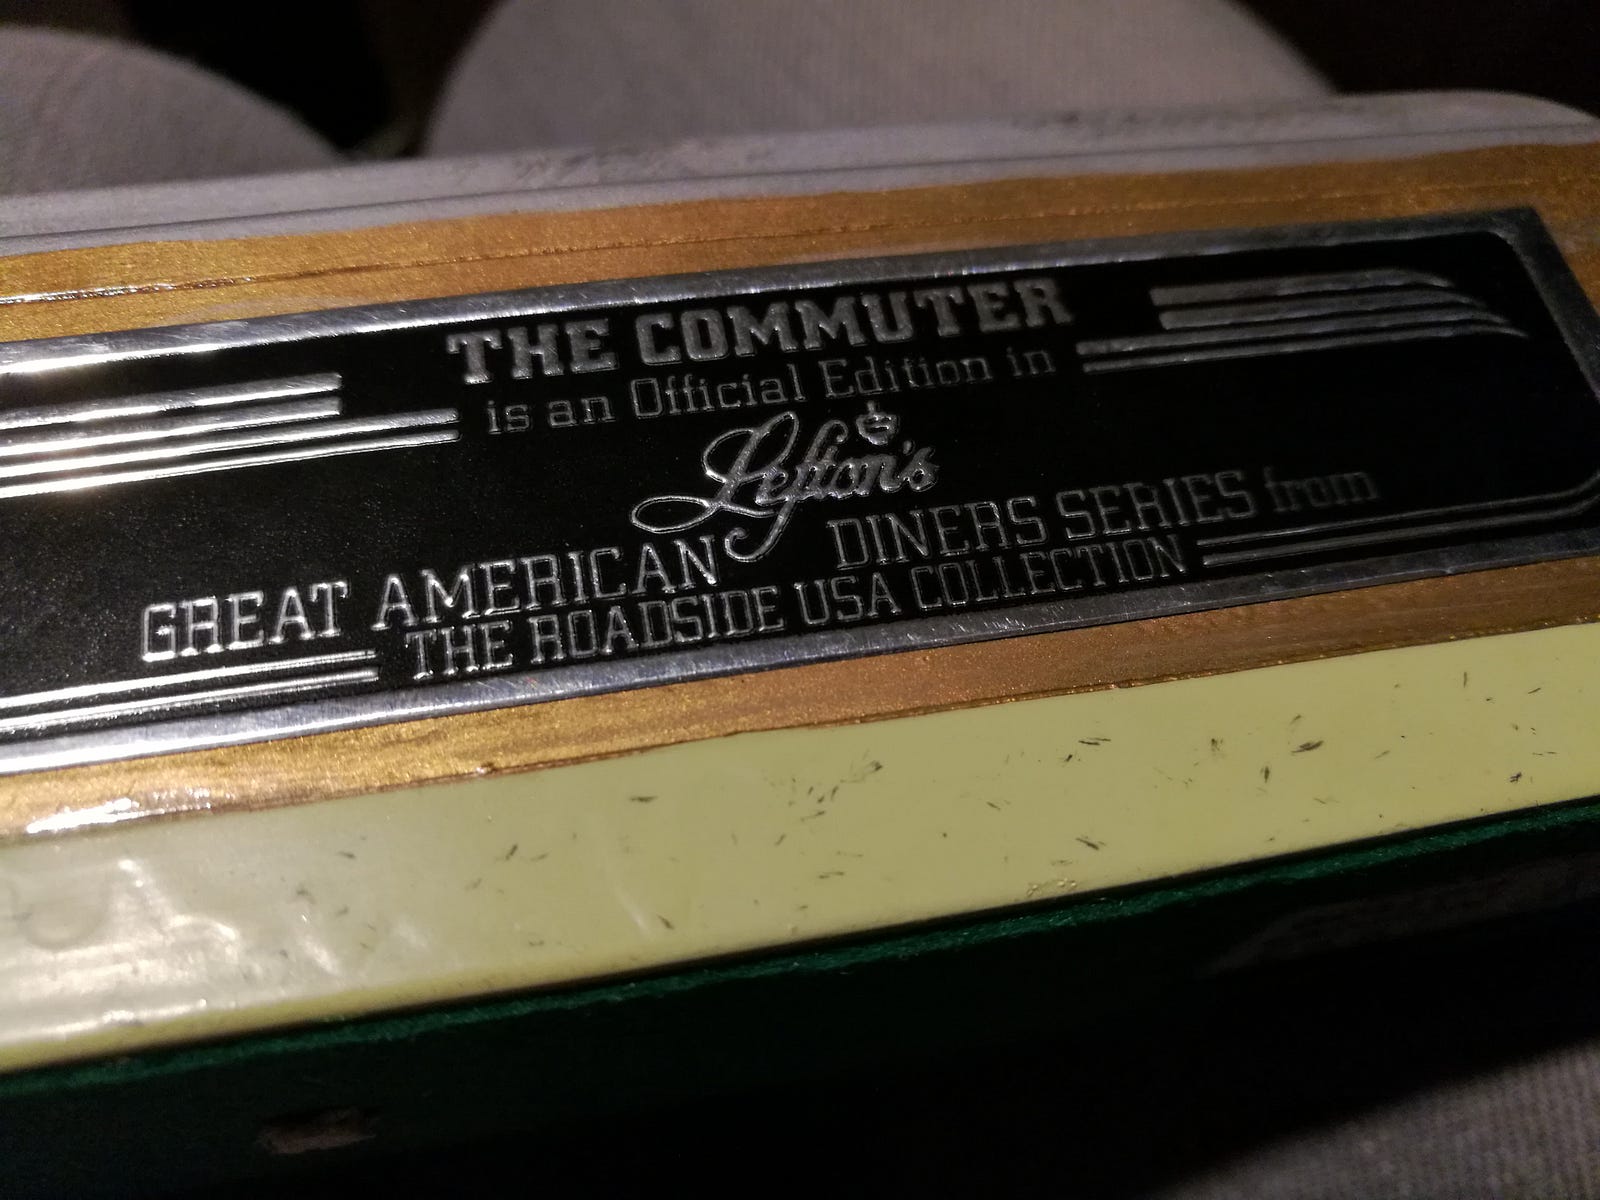 THE COMMUTER
is an Official Edition in
Lefton's
GREAT AMERICAN DINERS SERIES from
THE ROADSIDE USA COLLECTION